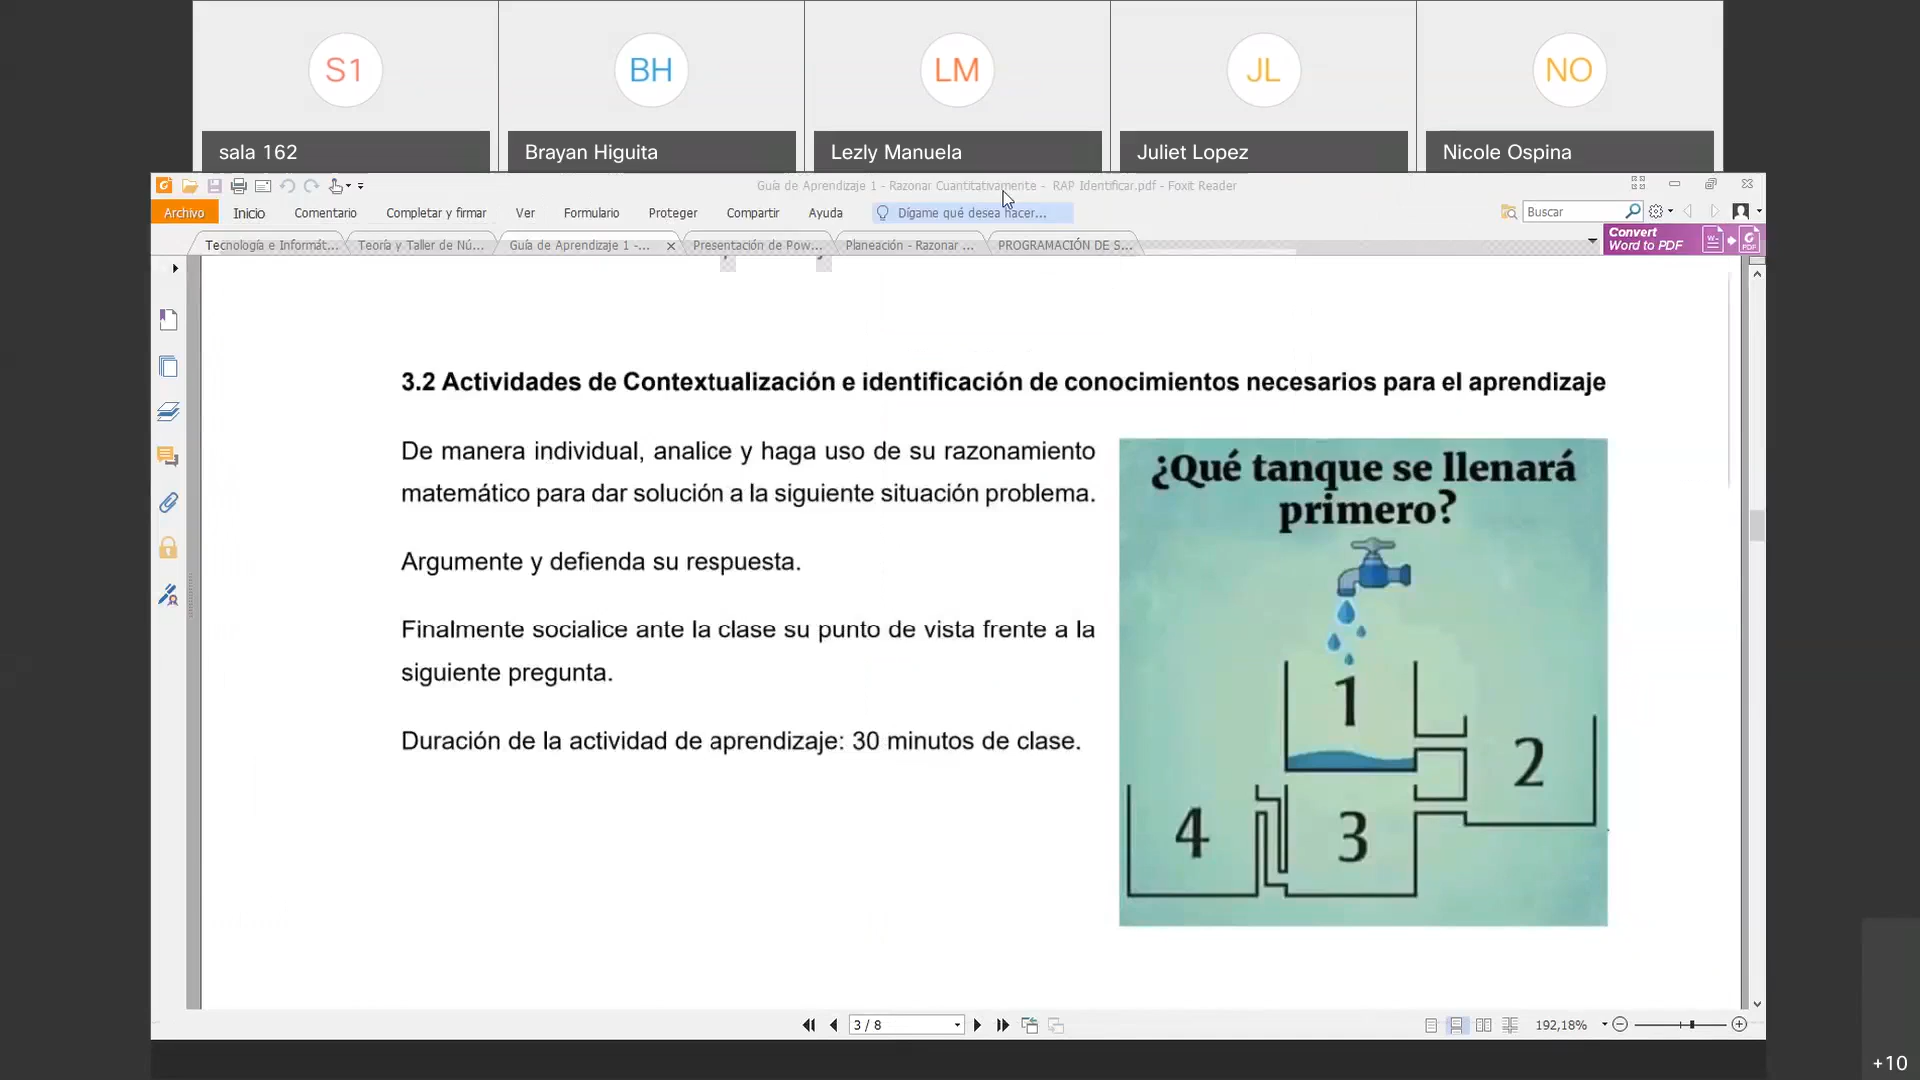 S1
BH
LM
JL
NO
sala 162
Brayan Higuita
Lezly Manuela
Juliet Lopez
Nicole Ospina
Guía de Aprendizaje 1 - Razonar Cuantitativamente - RAP Identificar.pdf - Foxit Reader
Archivo
Inicio
Comentario
Completar y firmar
Ver
Formulario
Proteger
Compartir
Ayuda
Dígame qué desea hacer...
Buscar
Tecnología e Informát...
Teoría y Taller de Nú...
Guía de Aprendizaje 1 -...
Presentación de Pow...
Planeación - Razonar ...
PROGRAMACIÓN DE S...
Convert
Word to PDF
3.2 Actividades de Contextualización e identificación de conocimientos necesarios para el aprendizaje
De manera individual, analice y haga uso de su razonamiento
matemático para dar solución a la siguiente situación problema.
Argumente y defienda su respuesta.
Finalmente socialice ante la clase su punto de vista frente a la
siguiente pregunta.
Duración de la actividad de aprendizaje: 30 minutos de clase.
¿Qué tanque se llenará
primero?
1
2
4
3
3 / 8
192,18%
+10